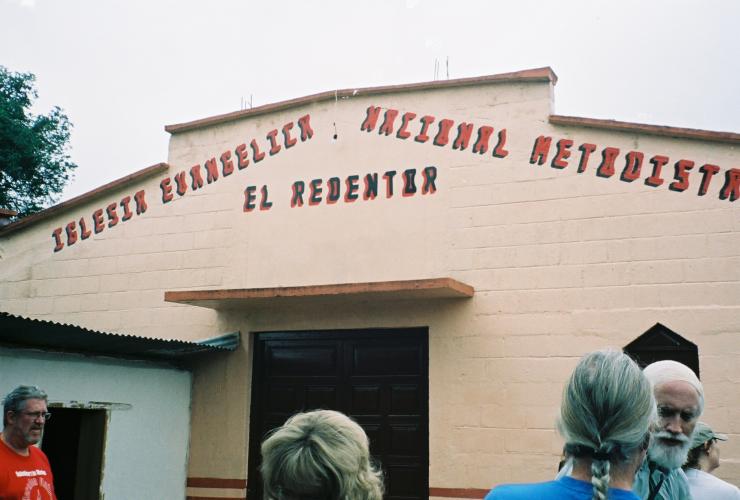 IGLESIA EVANGELICA NACIONAL METODISTA
EL REDENTOR